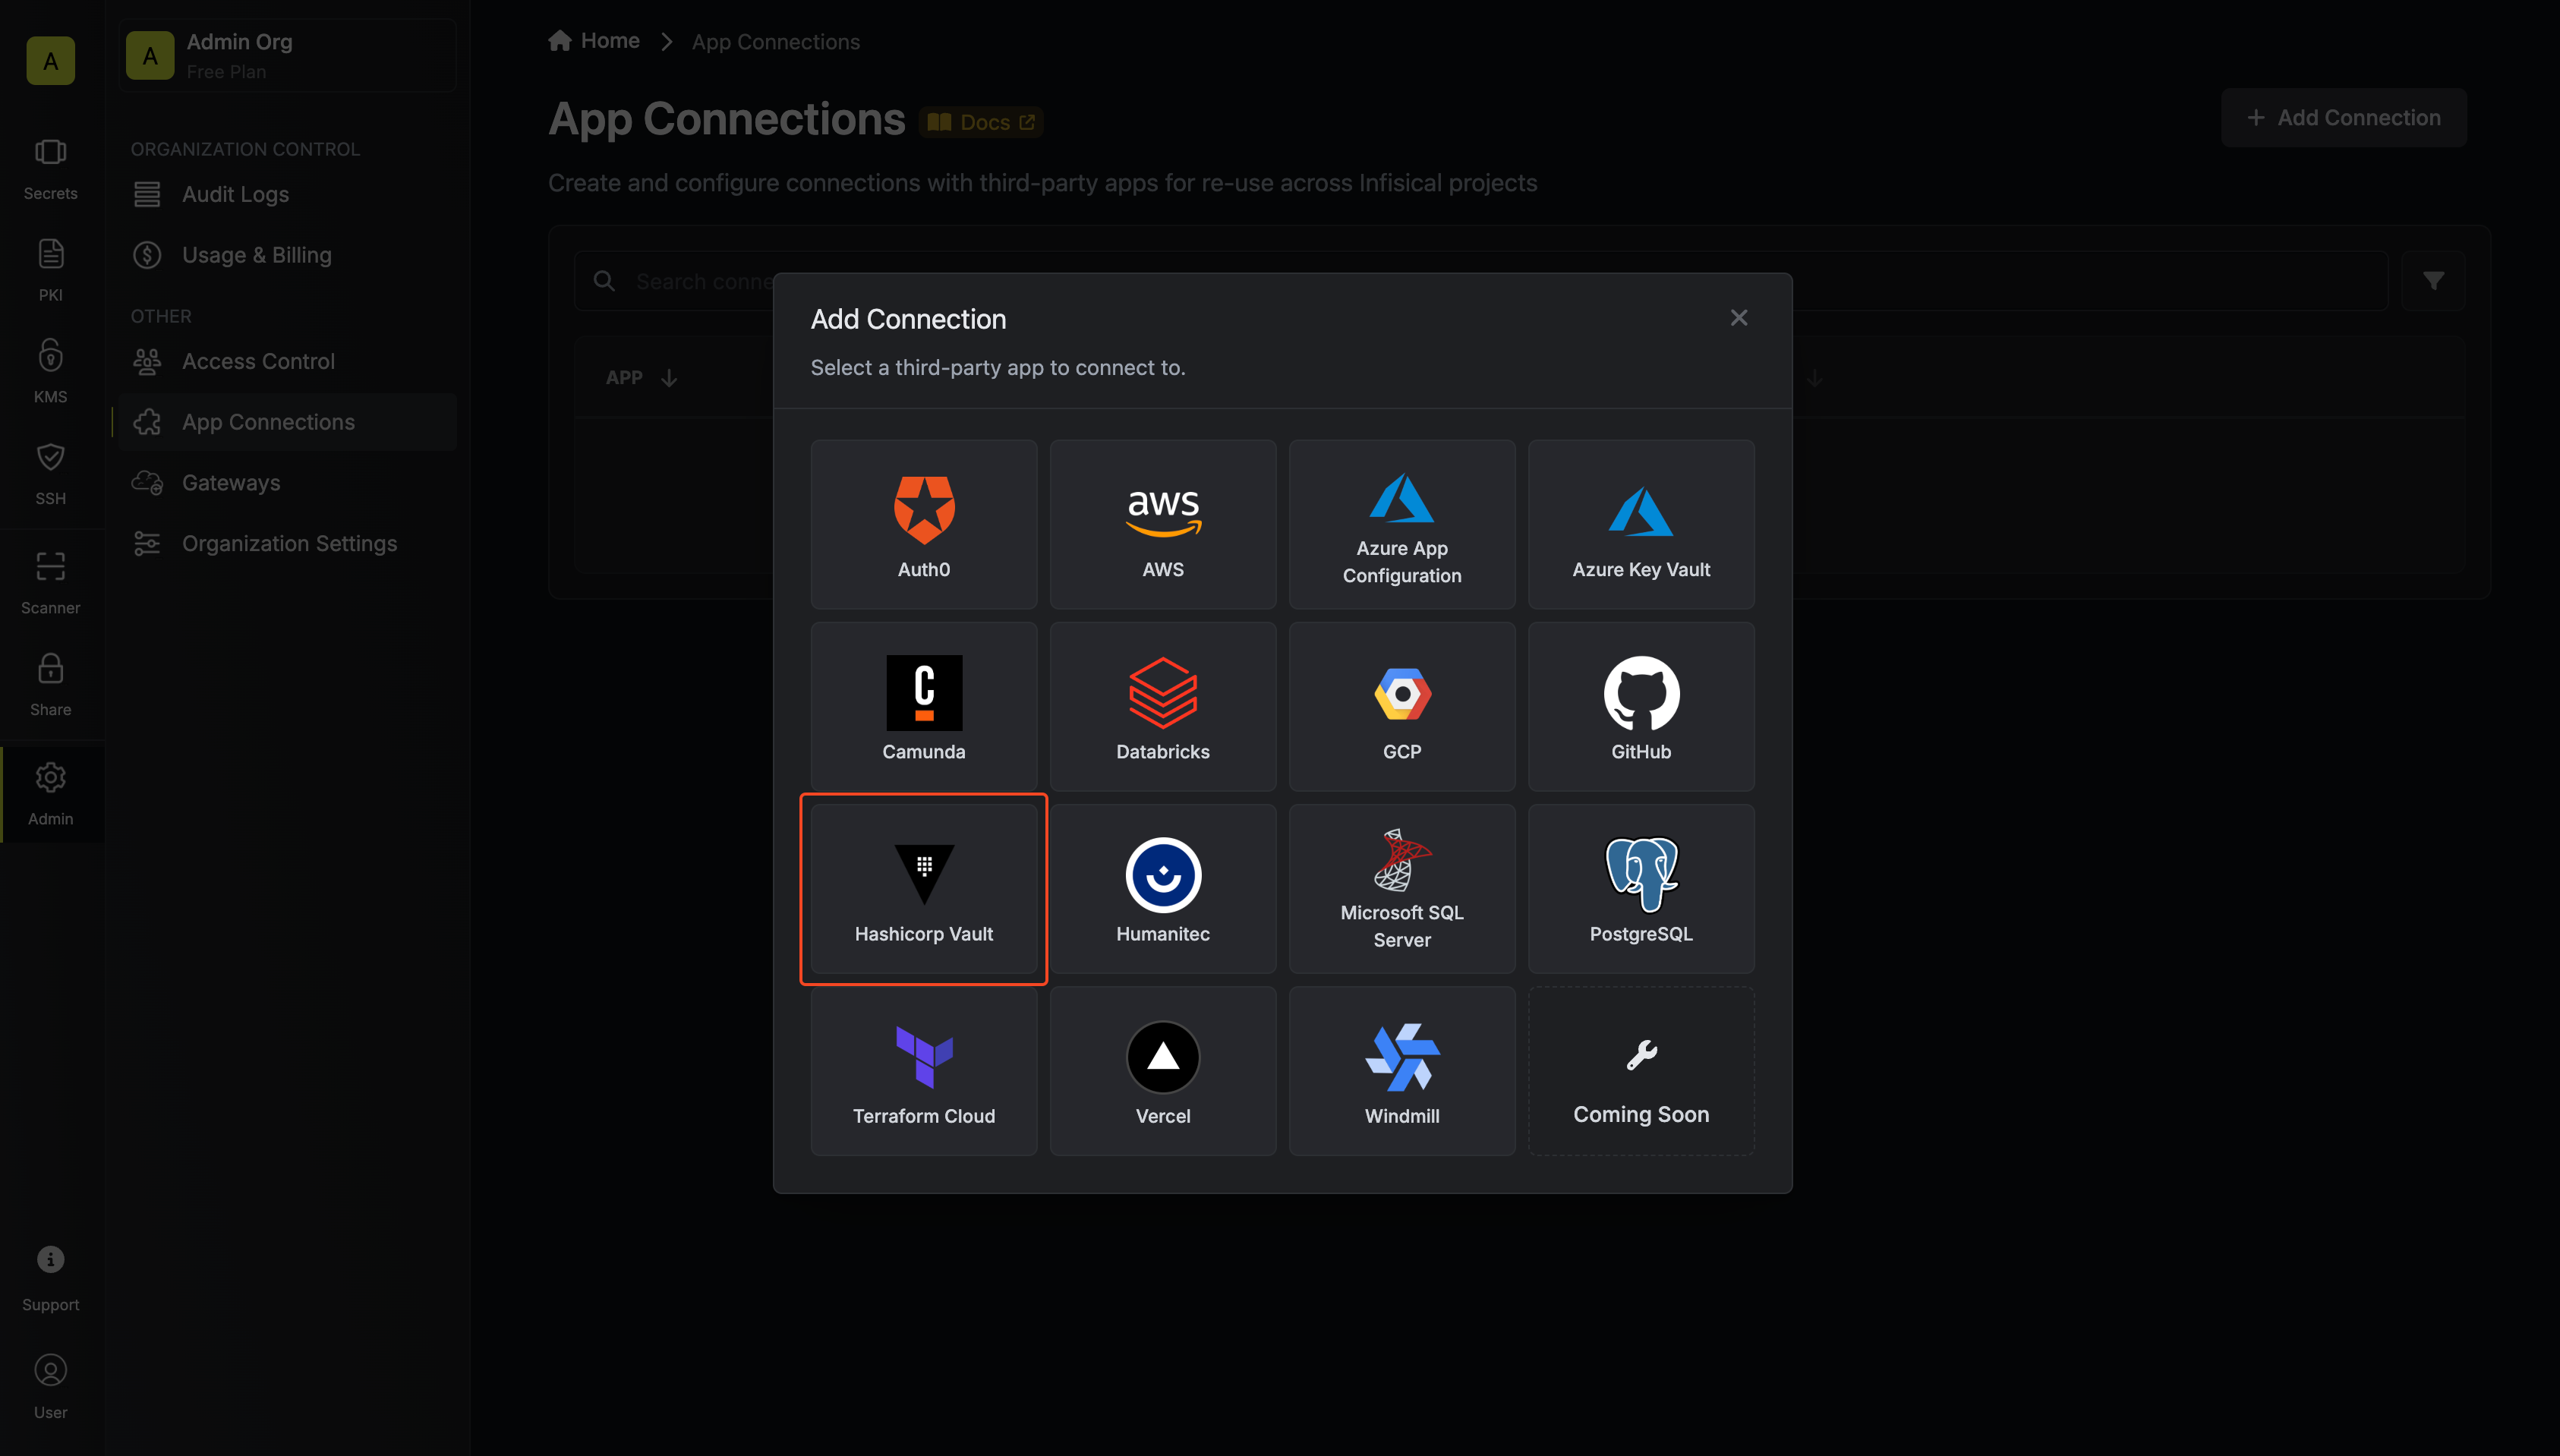 A
Secrets
PKI
KMS
SSH
Scanner
Share
Admin
Support
User
A
Admin Org
Free Plan
ORGANIZATION CONTROL
Audit Logs
Usage & Billing
OTHER
Access Control
App Connections
Gateways
Organization Settings
Home
App Connections
App Connections
Docs
Add Connection
Create and configure connections with third-party apps for re-use across Infisical projects
Search conne
APP
Add Connection
Select a third-party app to connect to.
Auth0
aws
AWS
Azure App
Configuration
Azure Key Vault
C
Camunda
Databricks
GCP
GitHub
Hashicorp Vault
Humanitec
Microsoft SQL
Server
PostgreSQL
Terraform Cloud
Vercel
Windmill
Coming Soon